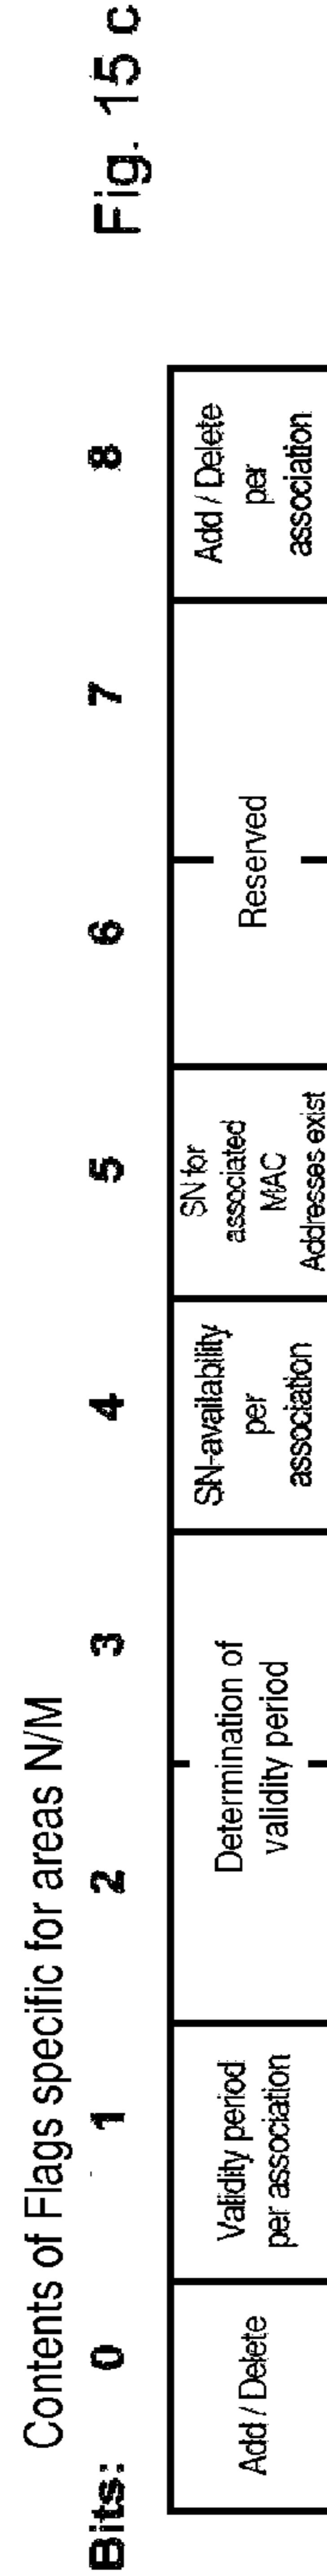 Fig. 15 c
Contents of Flags specific for areas N/M
Bits: 0 1 2 3 4 5 6 7 8
Add / Delete
Validity period
per association
Determination of
validity period
SN-availability
per
association
SN for
associated
MAC
Addresses exist
Reserved
Add / Delete
per
association